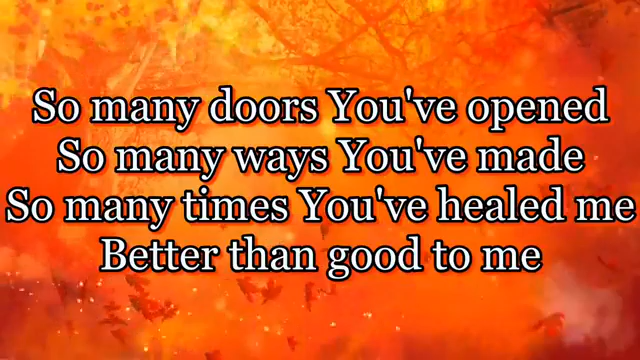 So many doors You've opened
So many ways You've made
So many times You've healed me
Better than good to me